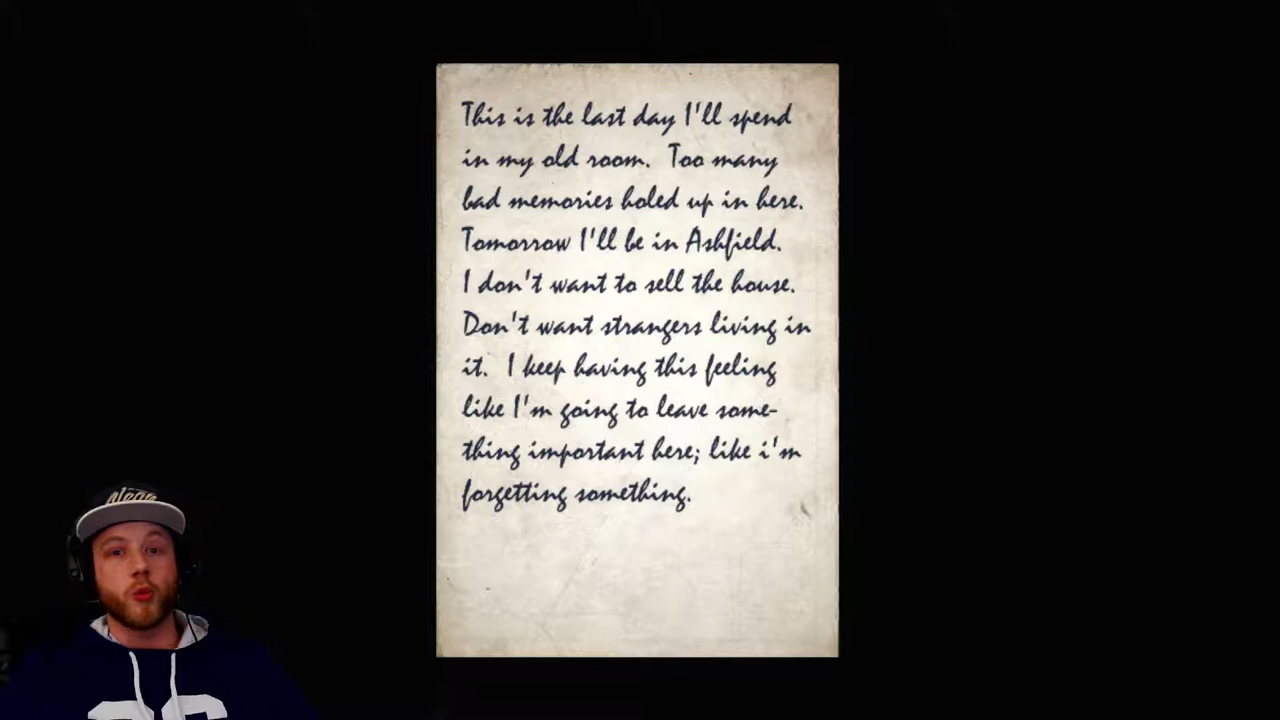 This is the last day I'll spend
in my old room.  Too many
bad memories holed up in here.
Tomorrow I'll be in Ashfield.
I don't want to sell the house.
Don't want strangers living in
it.  I keep having this feeling
like I'm going to leave some-
thing important here; like i'm
forgetting something.